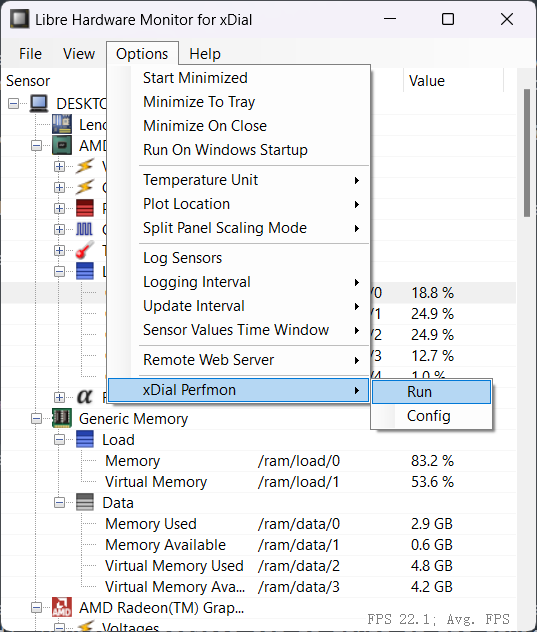 Libre Hardware Monitor for xDial
File View Options Help
Sensor Value
Start Minimized
Minimize To Tray
Minimize On Close
Run On Windows Startup
Temperature Unit
Plot Location
Split Panel Scaling Mode
Log Sensors
Logging Interval
Update Interval
Sensor Values Time Window
Remote Web Server
xDial Perfmon
Run
Config
DESKTO
Leno
AMD
/0 18.8 %
/1 24.9 %
/2 24.9 %
/3 12.7 %
/4 1.0 %
Generic Memory
Load
Memory /ram/load/0 83.2 %
Virtual Memory /ram/load/1 53.6 %
Data
Memory Used /ram/data/0 2.9 GB
Memory Available /ram/data/1 0.6 GB
Virtual Memory Used /ram/data/2 4.8 GB
Virtual Memory Ava... /ram/data/3 4.2 GB
AMD Radeon(TM) Grap...
Voltages
FPS 22.1; Avg. FPS